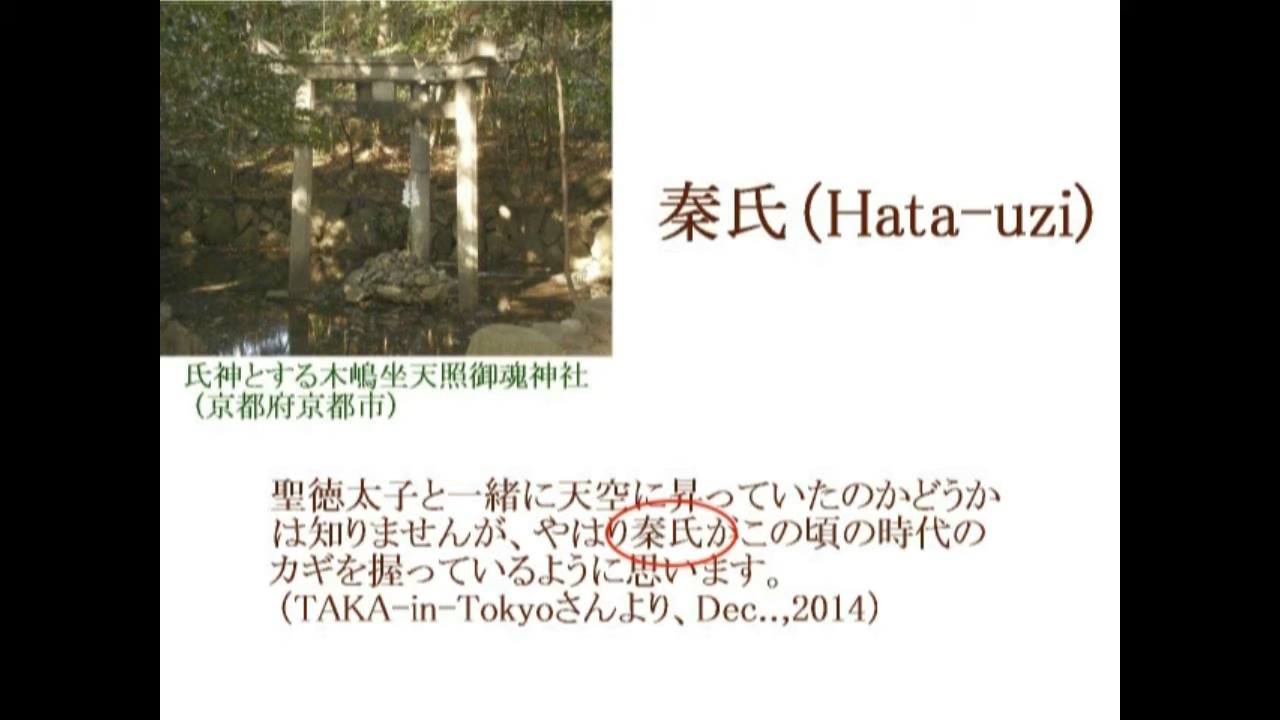 秦氏(Hata-uzi)
氏神とする木嶋坐天照御魂神社
(京都府京都市)
聖徳太子と一緒に天空に昇っていたのかどうか
は知りませんが、やはり秦氏がこの頃の時代の
カギを握っているように思います。
(TAKA-in-Tokyoさんより、Dec..,2014)